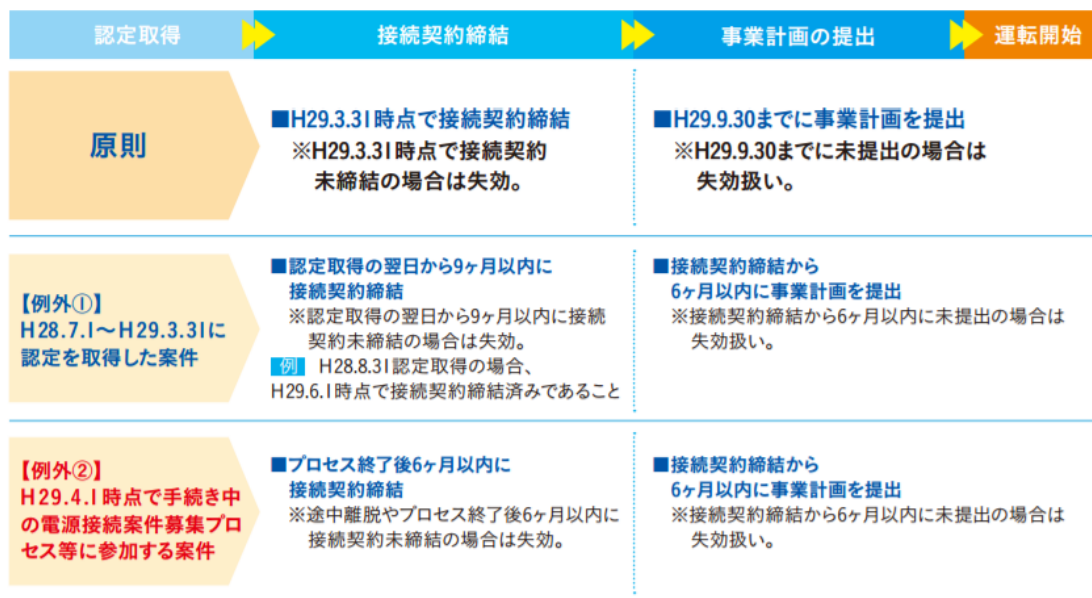 認定取得
接続契約締結
事業計画の提出
運転開始
原則
■H29.3.31時点で接続契約締結
※H29.3.31時点で接続契約
未締結の場合は失効。
■H29.9.30までに事業計画を提出
※H29.9.30までに未提出の場合は
失効扱い。
【例外①】
H28.7.1〜H29.3.31に
認定を取得した案件
■認定取得の翌日から9ヶ月以内に
接続契約締結
※認定取得の翌日から9ヶ月以内に接続
契約未締結の場合は失効。
例 H28.8.31認定取得の場合、
H29.6.1時点で接続契約締結済みであること
■接続契約締結から
6ヶ月以内に事業計画を提出
※接続契約締結から6ヶ月以内に未提出の場合は
失効扱い。
【例外②】
H29.4.1時点で手続き中
の電源接続案件募集プロ
セス等に参加する案件
■プロセス終了後6ヶ月以内に
接続契約締結
※途中離脱やプロセス終了後6ヶ月以内に
接続契約未締結の場合は失効。
■接続契約締結から
6ヶ月以内に事業計画を提出
※接続契約締結から6ヶ月以内に未提出の場合は
失効扱い。